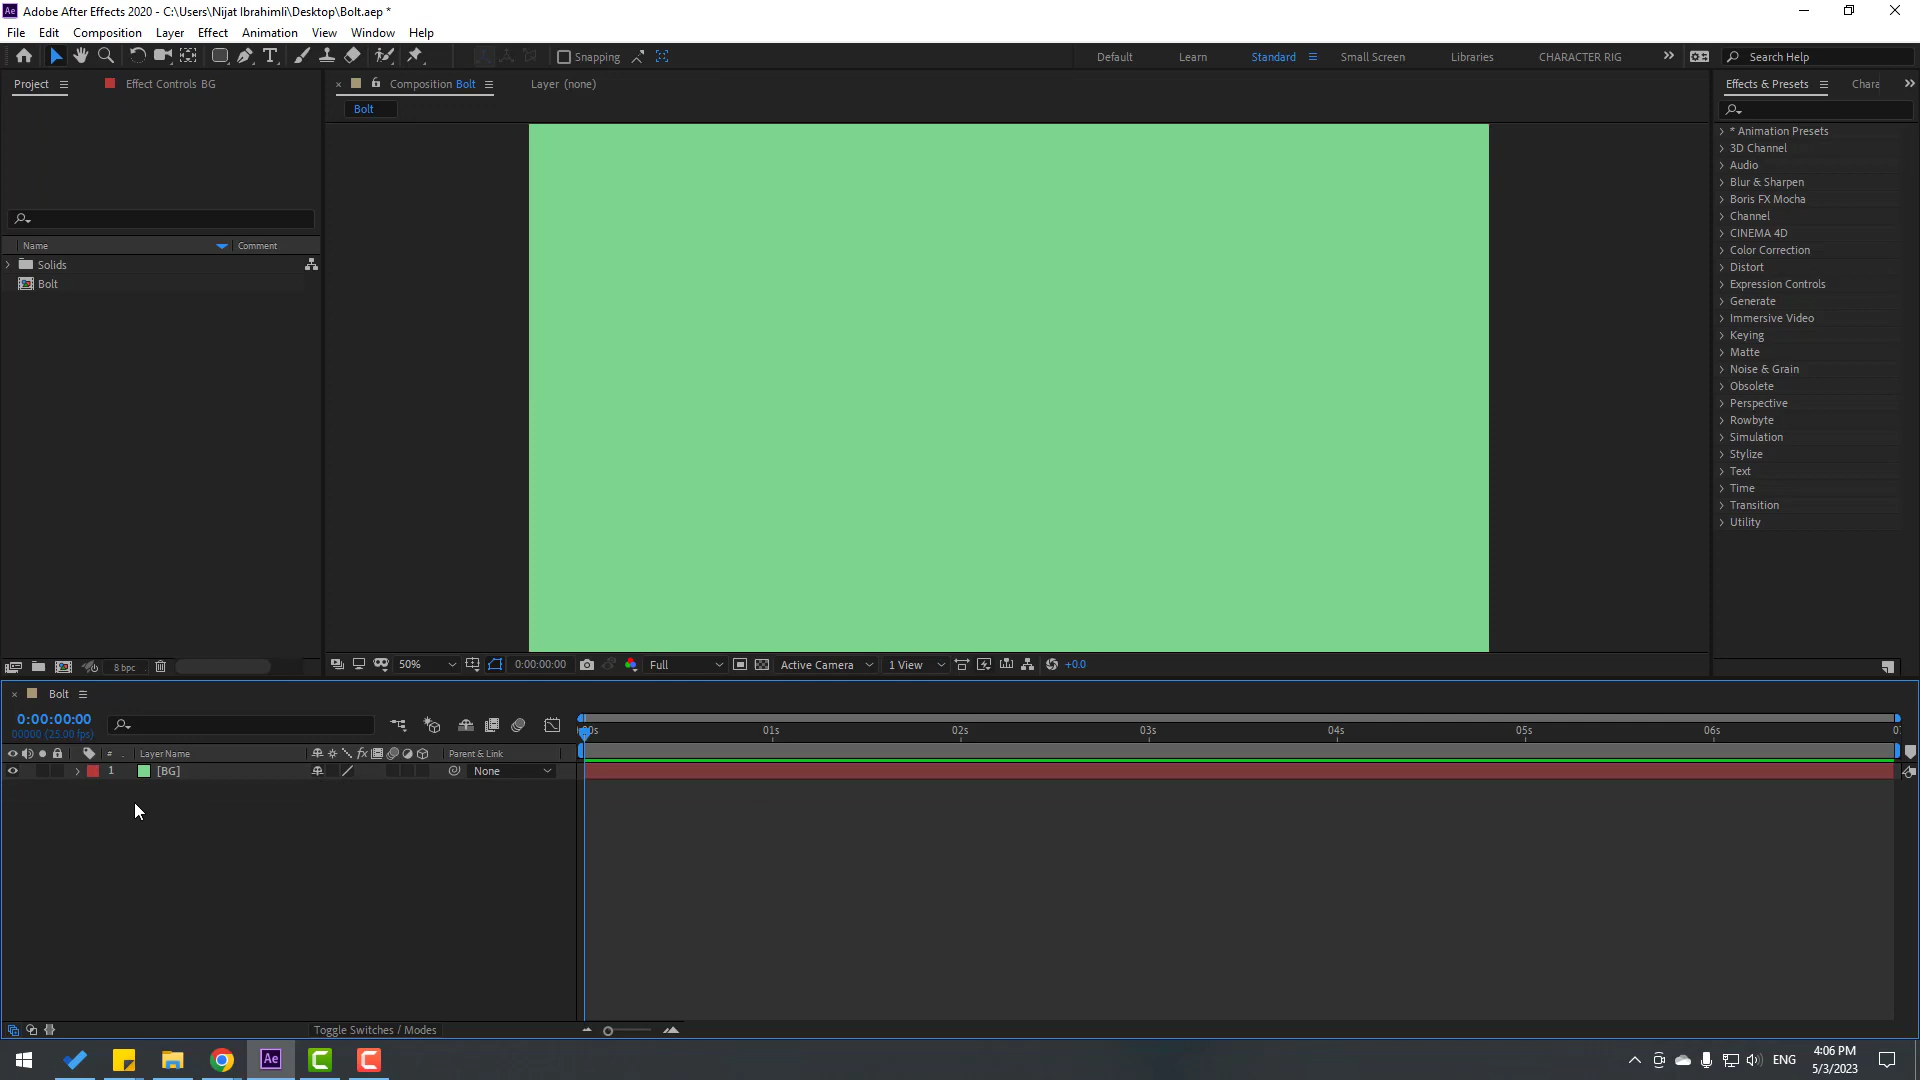 Ae Adobe After Effects 2020 - C:\Users\Nijat Ibrahimli\Desktop\Bolt.aep *
File Edit Composition Layer Effect Animation View Window Help
Snapping Default Learn Standard Small Screen Libraries CHARACTER RIG Search Help
Project Effect Controls BG Composition Bolt Layer (none) Effects & Presets Chara
Bolt
* Animation Presets
3D Channel
Audio
Blur & Sharpen
Boris FX Mocha
Channel
CINEMA 4D
Color Correction
Distort
Expression Controls
Generate
Immersive Video
Keying
Matte
Noise & Grain
Obsolete
Perspective
Rowbyte
Simulation
Stylize
Text
Time
Transition
Utility
Name Comment
Solids
Bolt
8 bpc 50% 0:00:00:00 Full Active Camera 1 View +0.0
Bolt
0:00:00:00
00000 (25.00 fps)
01s 02s 03s 04s 05s 06s
# Layer Name fx Parent & Link
1 [BG] None
Toggle Switches / Modes
Ae ENG 4:06 PM
5/3/2023